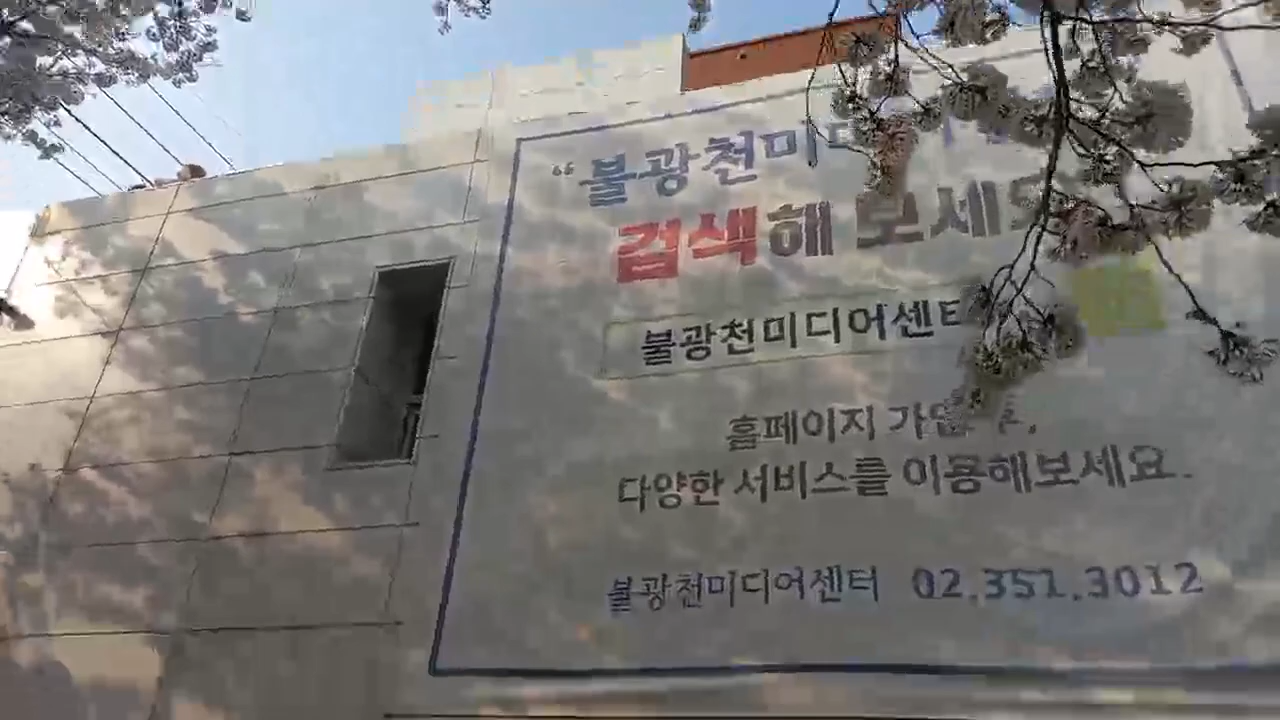 "불광천미디
검색해 보세요
불광천미디어센터
홈페이지 가입 후,
다양한 서비스를 이용해보세요.
불광천미디어센터 02.351.3012